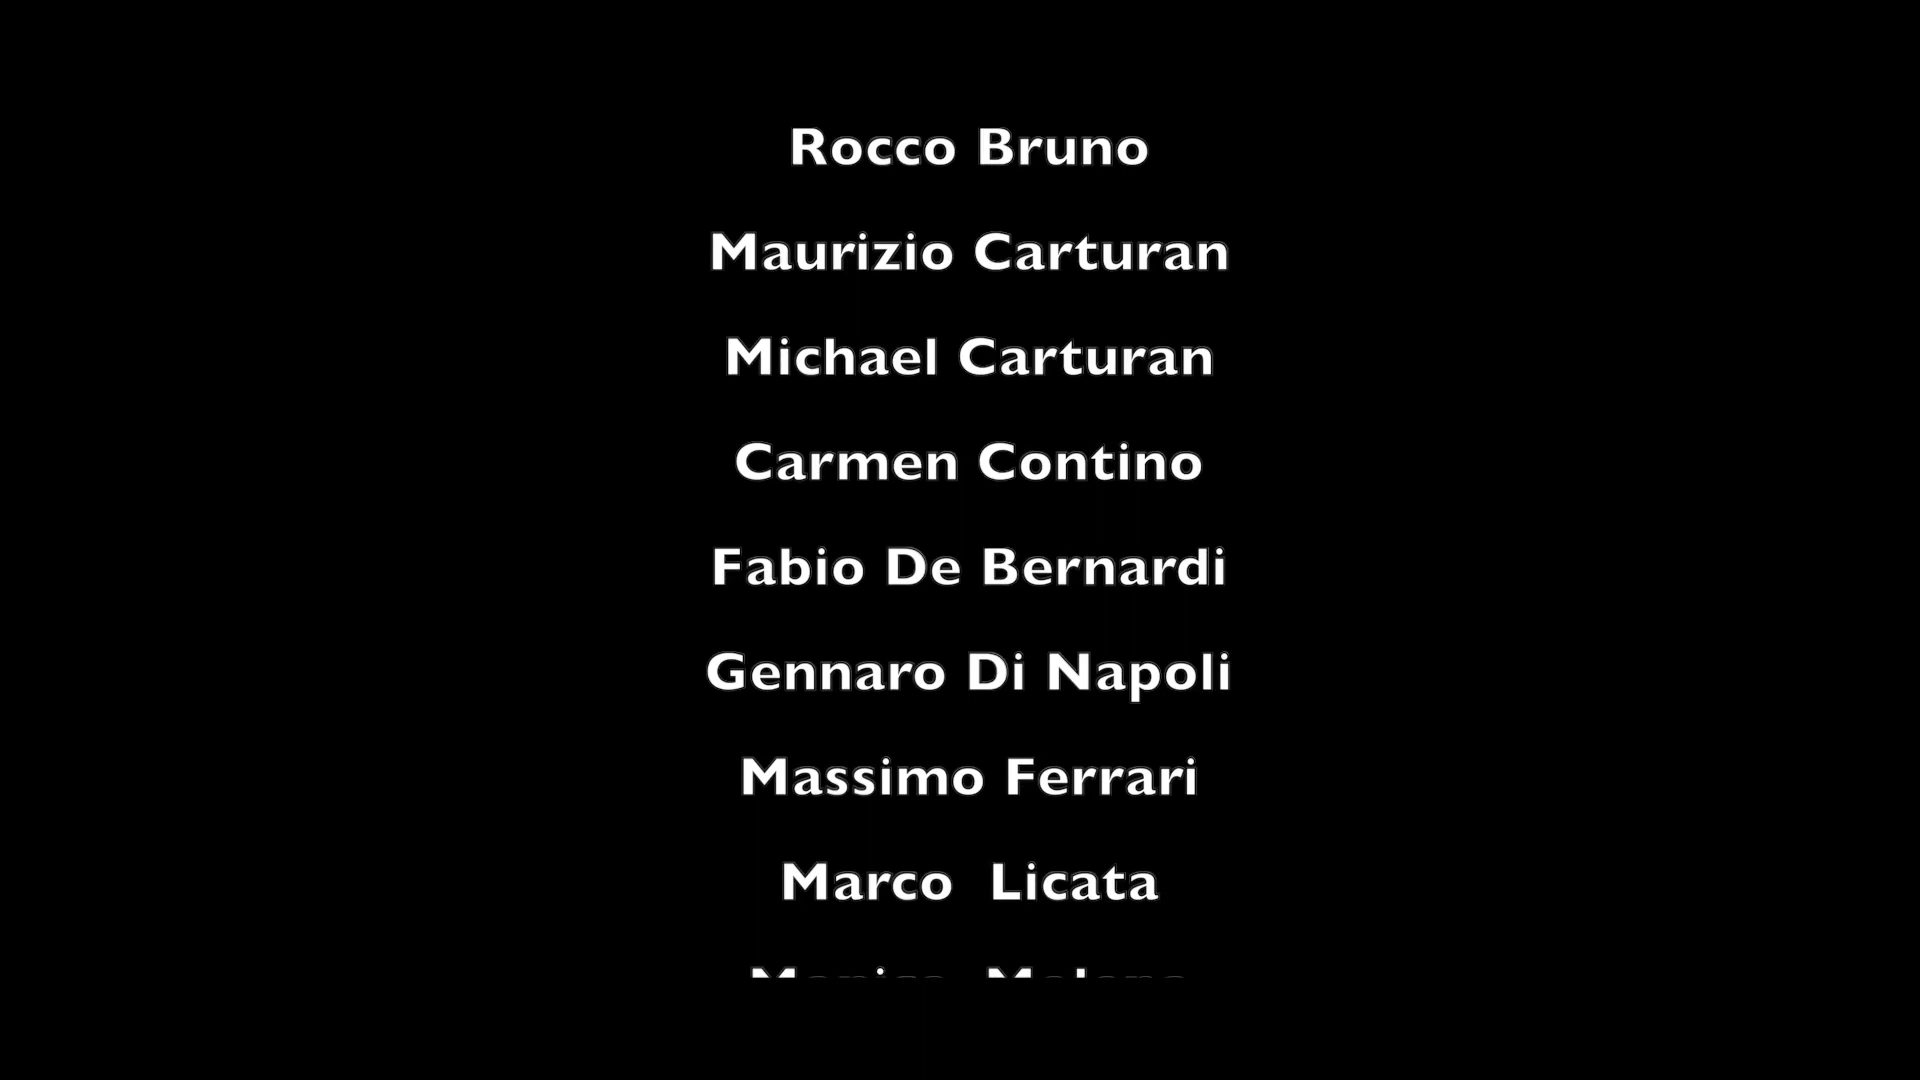 Rocco Bruno
Maurizio Carturan
Michael Carturan
Carmen Contino
Fabio De Bernardi
Gennaro Di Napoli
Massimo Ferrari
Marco  Licata